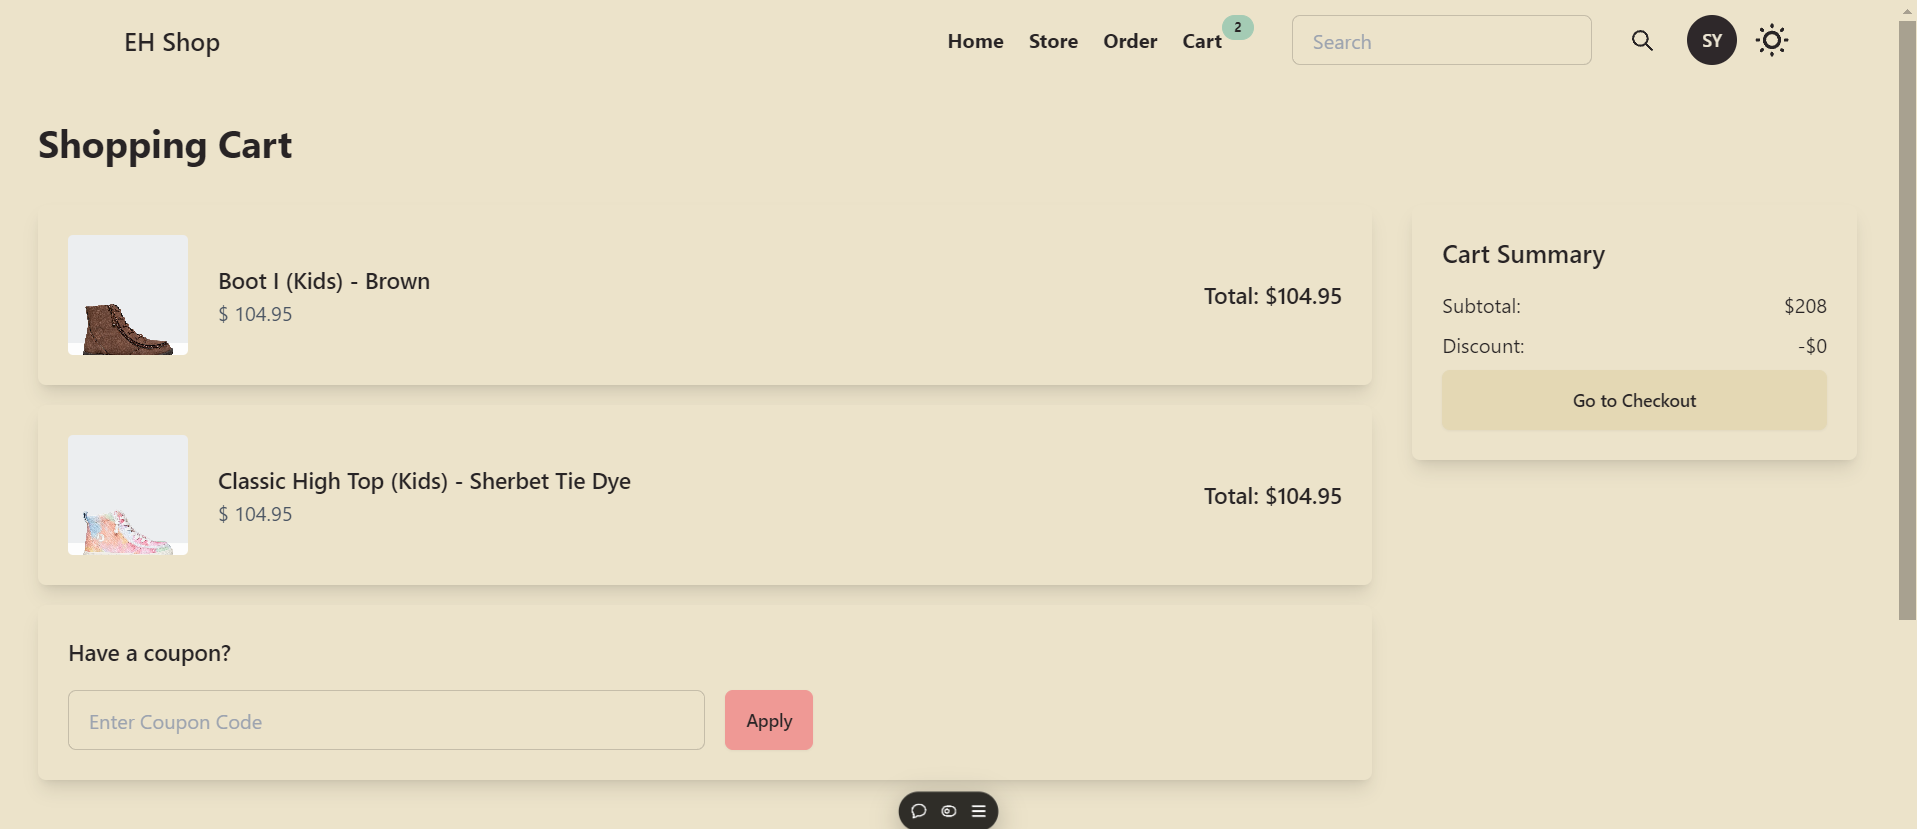 EH Shop
Home Store Order Cart 2
Search
SY
Shopping Cart
Boot I (Kids) - Brown
$ 104.95
Total: $104.95
Classic High Top (Kids) - Sherbet Tie Dye
$ 104.95
Total: $104.95
Have a coupon?
Enter Coupon Code
Apply
Cart Summary
Subtotal: $208
Discount: -$0
Go to Checkout